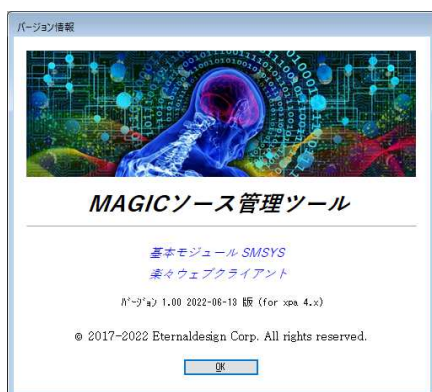 バージョン情報
MAGICソース管理ツール
基本モジュール SMSYS
楽々ウェブクライアント
ﾊﾞｰｼﾞｮﾝ 1.00 2022-06-13 版 (for xpa 4.x)
© 2017-2022 Eternaldesign Corp. All rights reserved.
OK